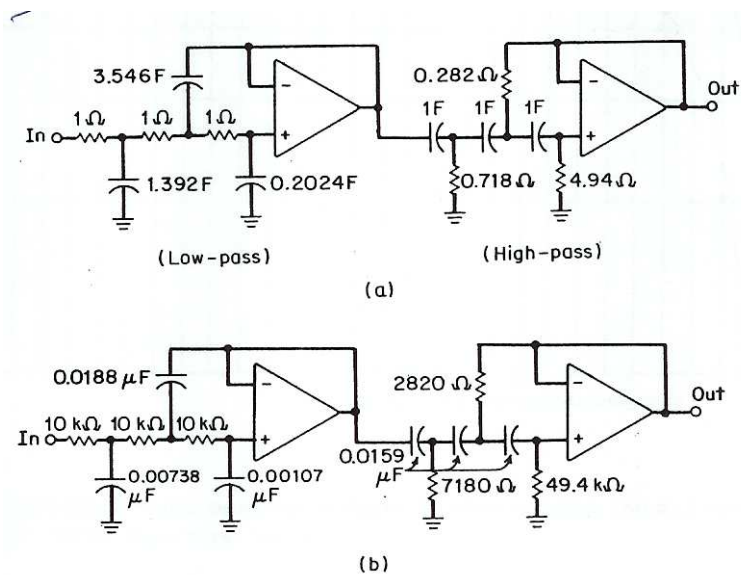 3.546F
0.282Ω
Out
1Ω 1Ω 1Ω
1F 1F 1F
In
−
+
−
+
1.392F
0.2024F
0.718Ω
4.94Ω
(Low-pass)
(High-pass)
(a)
0.0188 μF
2820 Ω
Out
10 kΩ 10 kΩ 10 kΩ
In
−
+
−
+
0.0159
μF
0.00738
μF
0.00107
μF
7180 Ω
49.4 kΩ
(b)